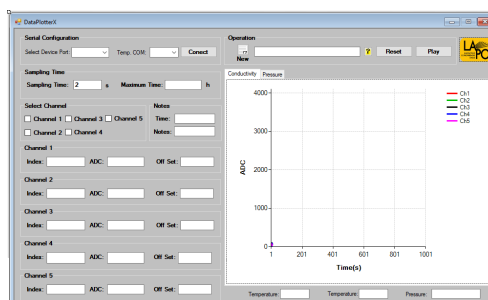 DataPlotterX
Serial Configuration
Select Device Port: Temp. COM: Conect
Operation
New ? Reset Play
Sampling Time
Sampling Time: 2 s Maximum Time: h
Select Channel
Channel 1 Channel 3 Channel 5
Channel 2 Channel 4
Notes
Time:
Notes:
Channel 1
Index: ADC: Off Set:
Channel 2
Index: ADC: Off Set:
Channel 3
Index: ADC: Off Set:
Channel 4
Index: ADC: Off Set:
Channel 5
Index: ADC: Off Set:
Conductivity Pressure
4000
3000
2000
1000
0
ADC
1 201 401 601 801 1001
Time(s)
Ch1
Ch2
Ch3
Ch4
Ch5
Temperature: Temperature: Pressure: